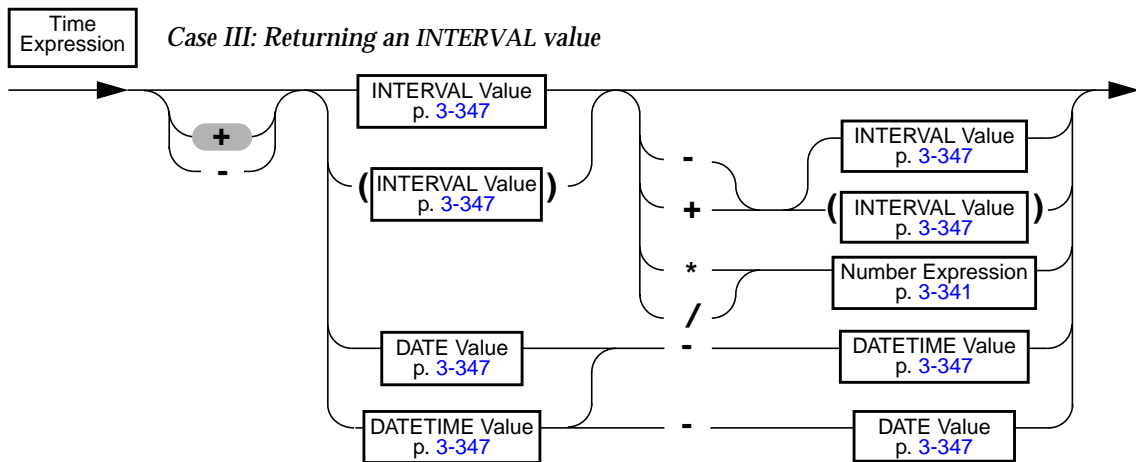 Time
Expression
Case III: Returning an INTERVAL value
INTERVAL Value
p. 3-347
+
-
(INTERVAL Value)
p. 3-347
-
INTERVAL Value
p. 3-347
+
(INTERVAL Value)
p. 3-347
*
Number Expression
p. 3-341
/
DATE Value
p. 3-347
-
DATETIME Value
p. 3-347
DATETIME Value
p. 3-347
-
DATE Value
p. 3-347